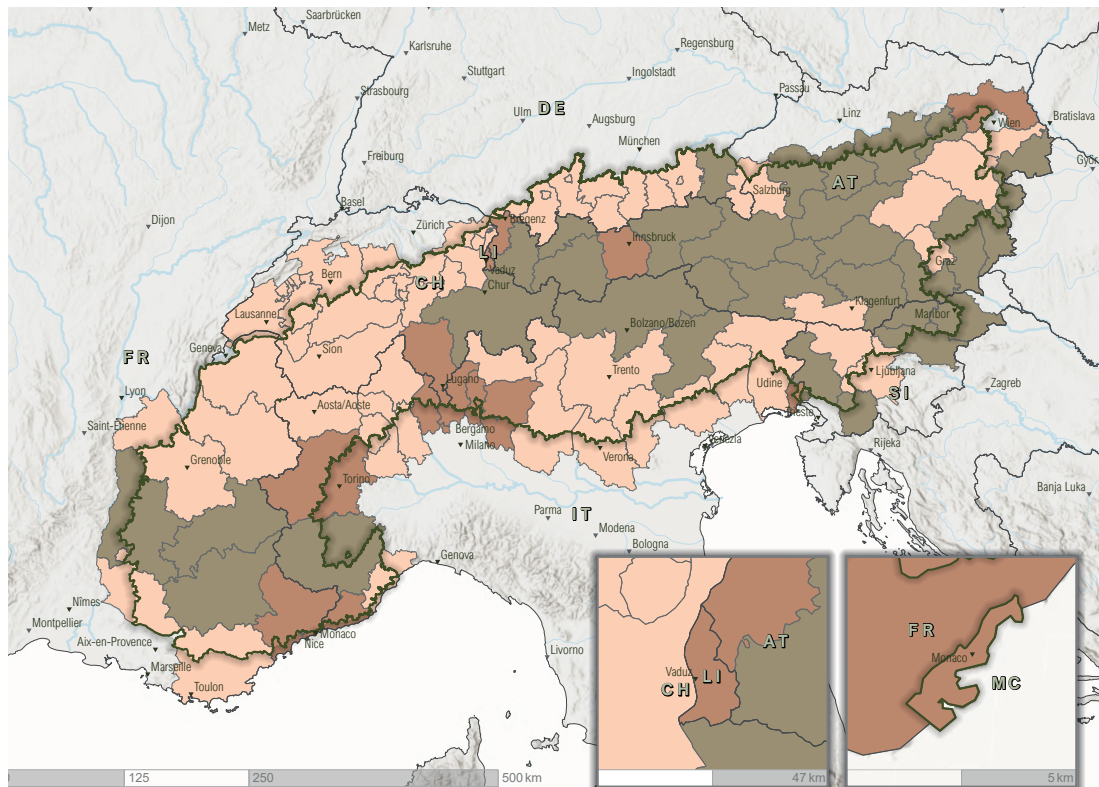 Saarbrücken
Metz
Karlsruhe
Regensburg
Stuttgart
Ingolstadt
Strasbourg
Passau
DE
Ulm
Augsburg
Linz
Wien
Bratislava
München
Freiburg
Győr
AT
Salzburg
Basel
Dijon
Zürich
Bregenz
Innsbruck
LI
Vaduz
Bern
CH
Chur
Graz
Klagenfurt
Lausanne
Maribor
Bolzano/Bøzen
Geneva
Sion
FR
Trento
Ljubljana
Lugano
Udine
SI
Zagreb
Lyon
Aosta/Aoste
Trieste
Saint-Etienne
Bergamo
Milano
Venezia
Rijeka
Verona
Grenoble
Torino
Banja Luka
Parma
IT
Modena
Bologna
Genova
Nîmes
Montpellier
Aix-en-Provence
Monaco
Nice
Livorno
Marseille
Toulon
AT
Vaduz
LI
CH
FR
Monaco
MC
125
250
500 km
47 km
5 km